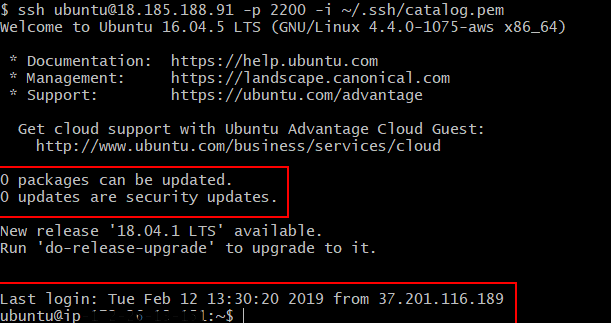 $ ssh ubuntu@18.185.188.91 -p 2200 -i ~/.ssh/catalog.pem
Welcome to Ubuntu 16.04.5 LTS (GNU/Linux 4.4.0-1075-aws x86_64)
* Documentation: https://help.ubuntu.com
* Management: https://landscape.canonical.com
* Support: https://ubuntu.com/advantage
Get cloud support with Ubuntu Advantage Cloud Guest:
http://www.ubuntu.com/business/services/cloud
0 packages can be updated.
0 updates are security updates.
New release '18.04.1 LTS' available.
Run 'do-release-upgrade' to upgrade to it.
Last login: Tue Feb 12 13:30:20 2019 from 37.201.116.189
ubuntu@ip :~$